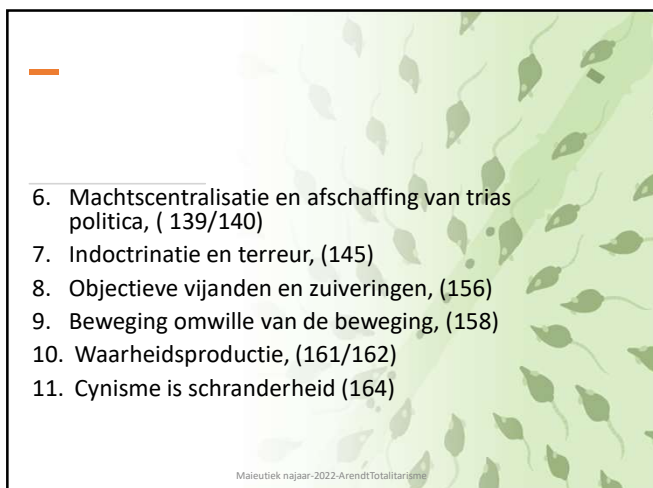 6. Machtscentralisatie en afschaffing van trias
politica, ( 139/140)
7. Indoctrinatie en terreur, (145)
8. Objectieve vijanden en zuiveringen, (156)
9. Beweging omwille van de beweging, (158)
10. Waarheidsproductie, (161/162)
11. Cynisme is schranderheid (164)
Maieutiek najaar-2022-ArendtTotalitarisme